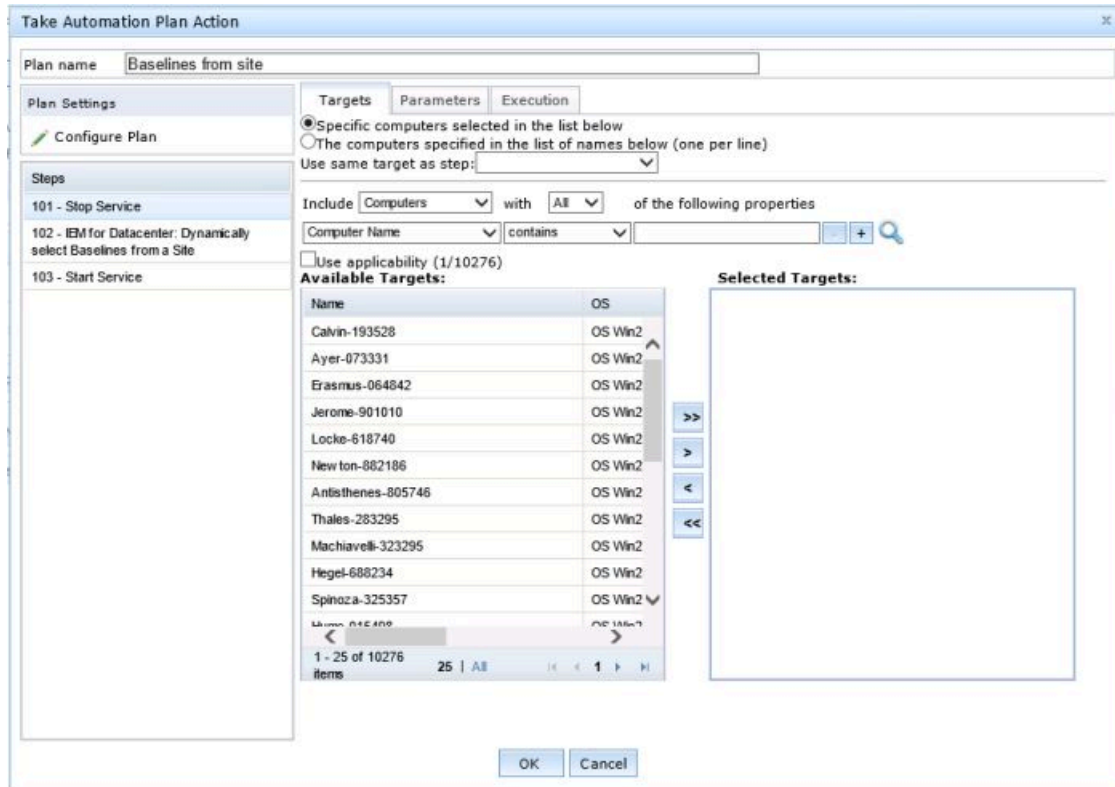 Take Automation Plan Action
Plan name Baselines from site
Plan Settings
Configure Plan
Steps
101 - Stop Service
102 - IEM for Datacenter: Dynamically
select Baselines from a Site
103 - Start Service
Targets Parameters Execution
Specific computers selected in the list below
The computers specified in the list of names below (one per line)
Use same target as step:
Include Computers with All of the following properties
Computer Name contains - +
Use applicability (1/10276)
Available Targets:
Name OS
Calvin-193528 OS Win2
Ayer-073331 OS Win2
Erasmus-064842 OS Win2
Jerome-901010 OS Win2
Locke-618740 OS Win2
Newton-882186 OS Win2
Antisthenes-805746 OS Win2
Thales-283295 OS Win2
Machiavelli-323295 OS Win2
Hegel-688234 OS Win2
Spinoza-325357 OS Win2
1 - 25 of 10276
items
25 | All 1
>>
>
<
<<
Selected Targets:
OK Cancel